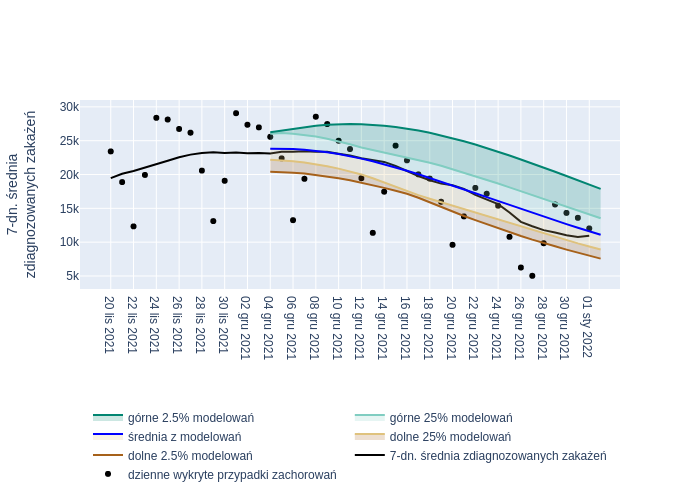 7-dn. średnia
zdiagnozowanych zakażeń
30k
25k
20k
15k
10k
5k
20 lis 2021
22 lis 2021
24 lis 2021
26 lis 2021
28 lis 2021
30 lis 2021
02 gru 2021
04 gru 2021
06 gru 2021
08 gru 2021
10 gru 2021
12 gru 2021
14 gru 2021
16 gru 2021
18 gru 2021
20 gru 2021
22 gru 2021
24 gru 2021
26 gru 2021
28 gru 2021
30 gru 2021
01 sty 2022
górne 2.5% modelowań
górne 25% modelowań
średnia z modelowań
dolne 25% modelowań
dolne 2.5% modelowań
7-dn. średnia zdiagnozowanych zakażeń
dzienne wykryte przypadki zachorowań